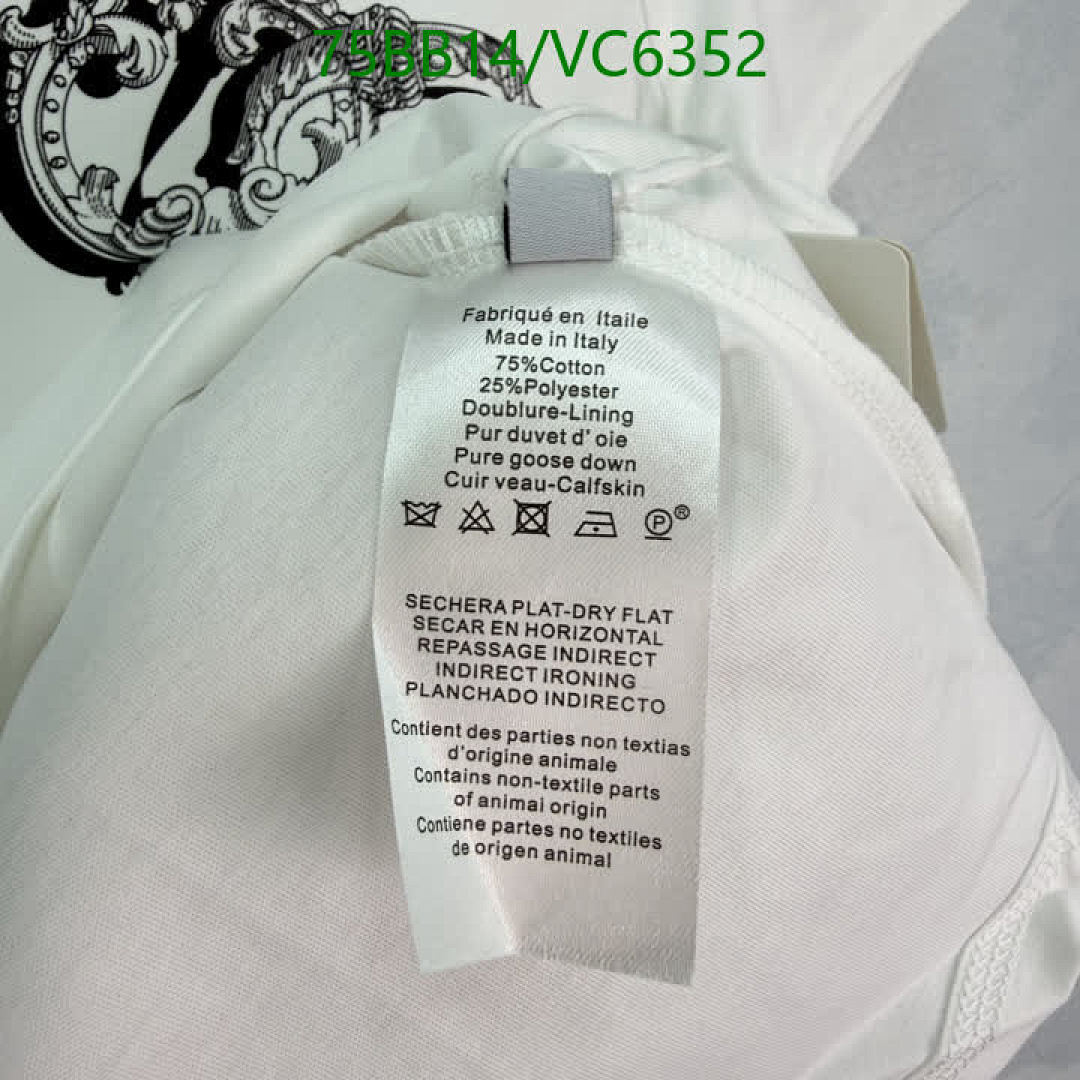 75BB14/VC6352
Fabriqué en Itaile
Made in Italy
75%Cotton
25%Polyester
Doublure-Lining
Pur duvet d' oie
Pure goose down
Cuir veau-Calfskin
P®
SECHERA PLAT-DRY FLAT
SECAR EN HORIZONTAL
REPASSAGE INDIRECT
INDIRECT IRONING
PLANCHADO INDIRECTO
Contient des parties non textias
d'origine animale
Contains non-textile parts
of animai origin
Contiene partes no textiles
de origen animal